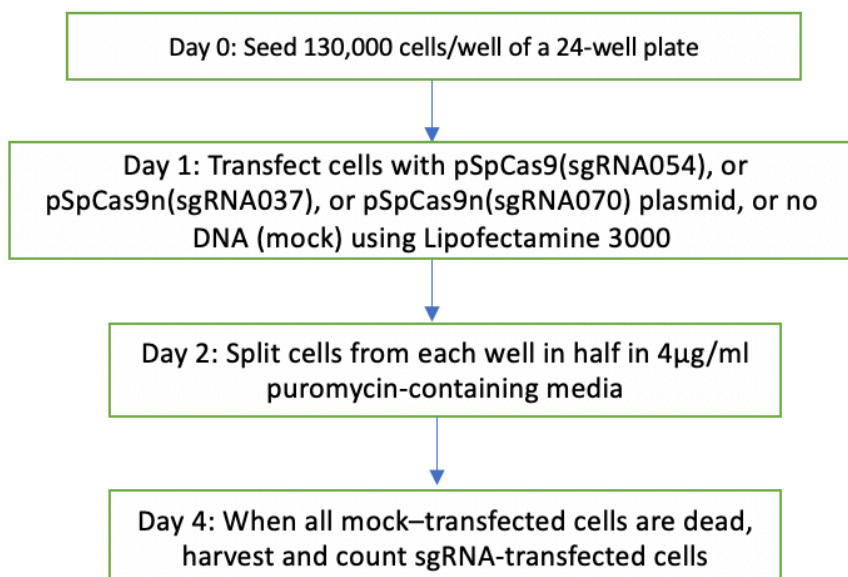 Day 0: Seed 130,000 cells/well of a 24-well plate
Day 1: Transfect cells with pSpCas9(sgRNA054), or
pSpCas9n(sgRNA037), or pSpCas9n(sgRNA070) plasmid, or no
DNA (mock) using Lipofectamine 3000
Day 2: Split cells from each well in half in 4µg/ml
puromycin-containing media
Day 4: When all mock–transfected cells are dead,
harvest and count sgRNA-transfected cells